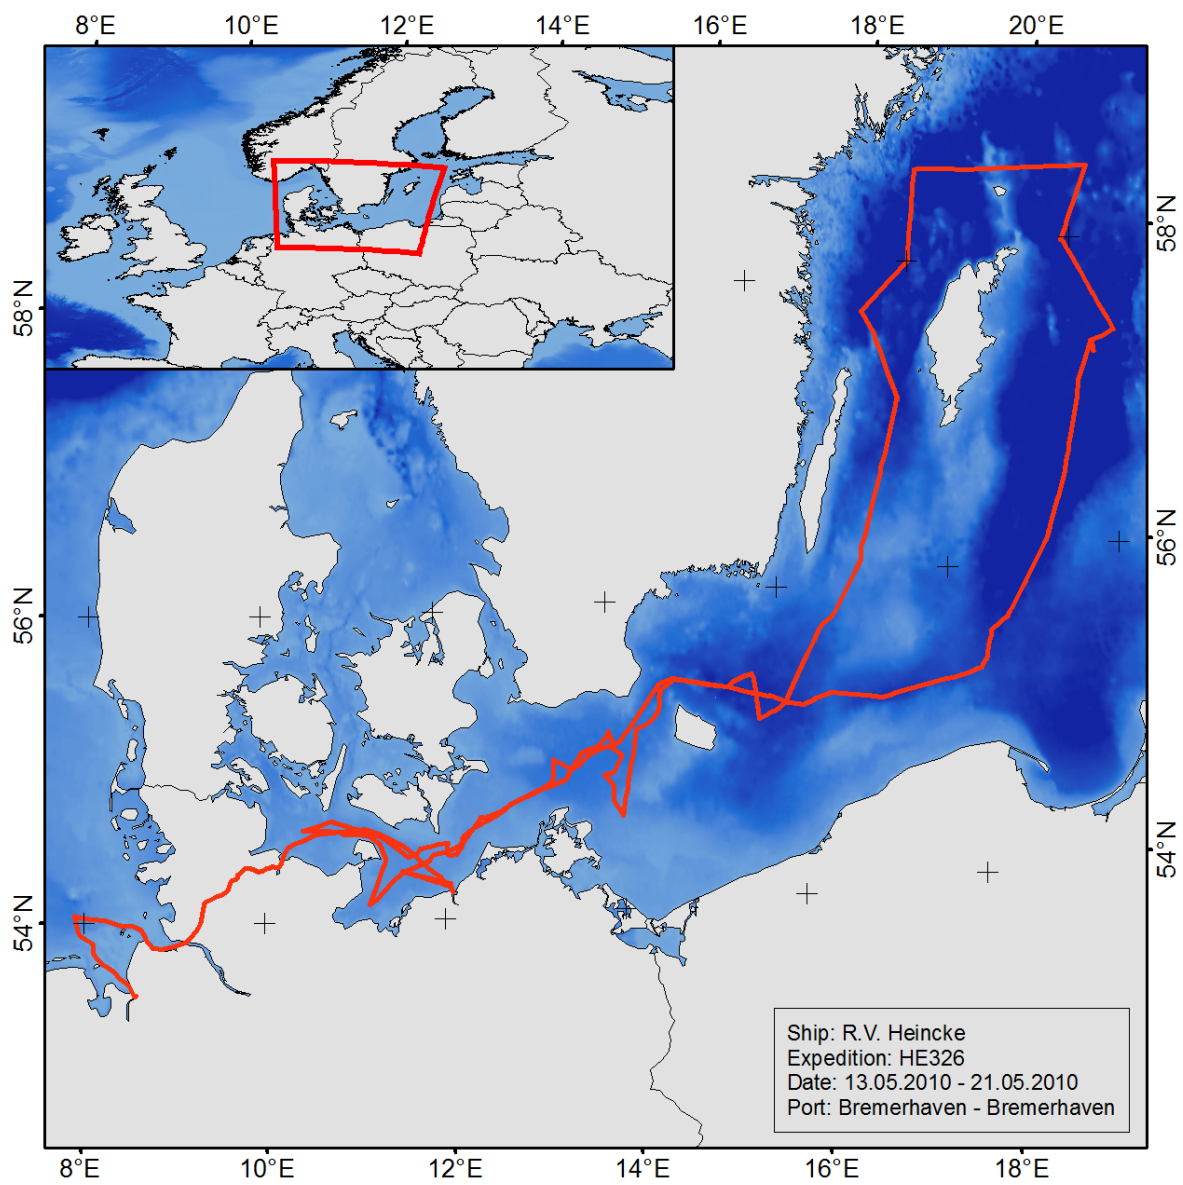 8°E 10°E 12°E 14°E 16°E 18°E 20°E
58°N
58°N
56°N
56°N
54°N
54°N
Ship: R.V. Heincke
Expedition: HE326
Date: 13.05.2010 - 21.05.2010
Port: Bremerhaven - Bremerhaven
8°E 10°E 12°E 14°E 16°E 18°E